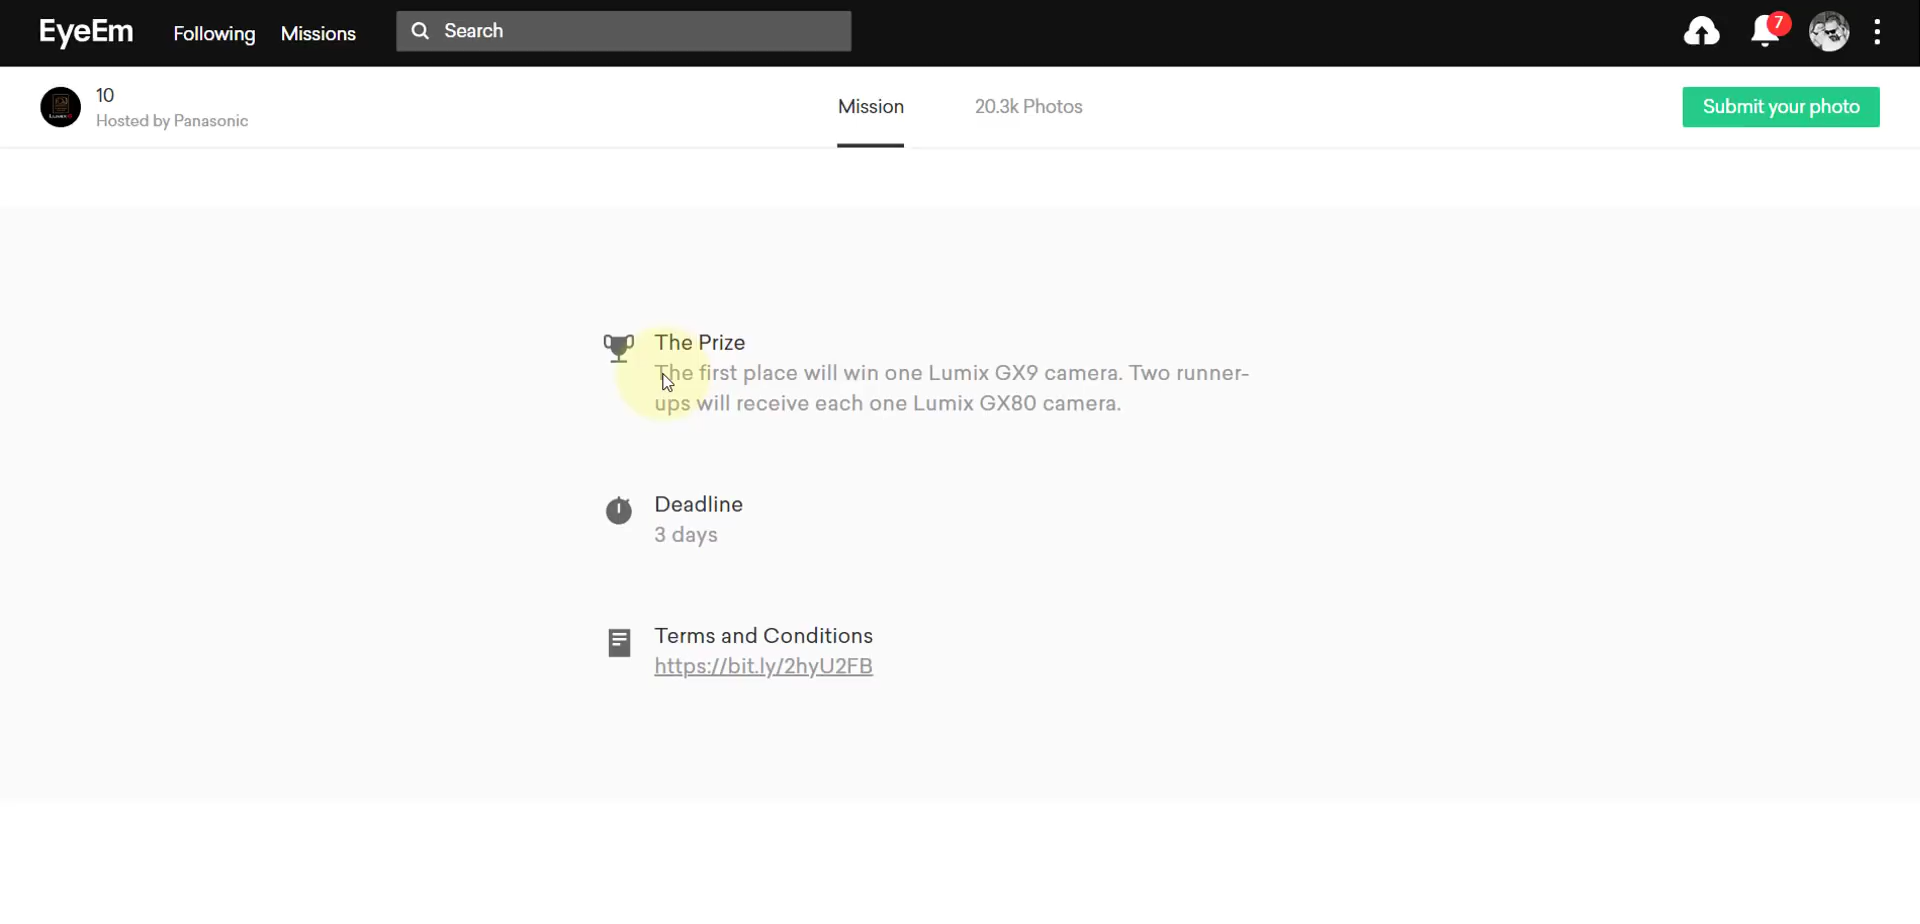 EyeEm
Following
Missions
Search
7
10
Hosted by Panasonic
Mission
20.3k Photos
Submit your photo
The Prize
The first place will win one Lumix GX9 camera. Two runner-
ups will receive each one Lumix GX80 camera.
Deadline
3 days
Terms and Conditions
https://bit.ly/2hyU2FB